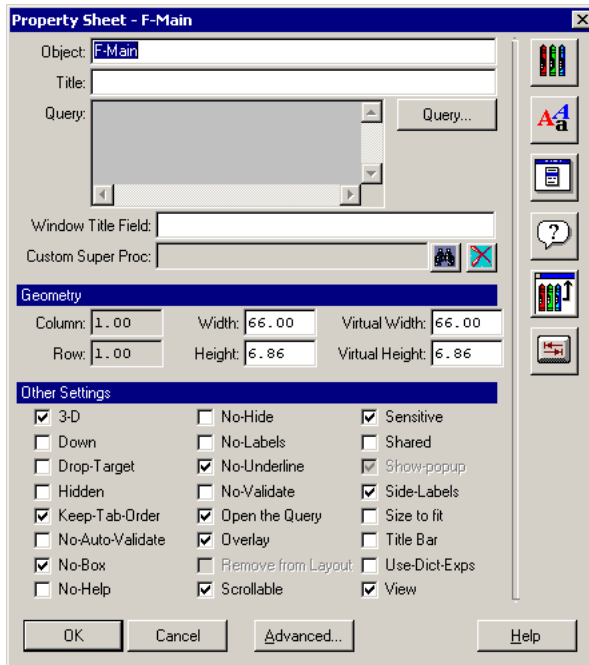 Property Sheet - F-Main
Object: F-Main
Title:
Query:
Query...
Window Title Field:
Custom Super Proc:
Geometry
Column: 1.00 Width: 66.00 Virtual Width: 66.00
Row: 1.00 Height: 6.86 Virtual Height: 6.86
Other Settings
3-D No-Hide Sensitive
Down No-Labels Shared
Drop-Target No-Underline Show-popup
Hidden No-Validate Side-Labels
Keep-Tab-Order Open the Query Size to fit
No-Auto-Validate Overlay Title Bar
No-Box Remove from Layout Use-Dict-Exps
No-Help Scrollable View
OK Cancel Advanced... Help
AAa
?